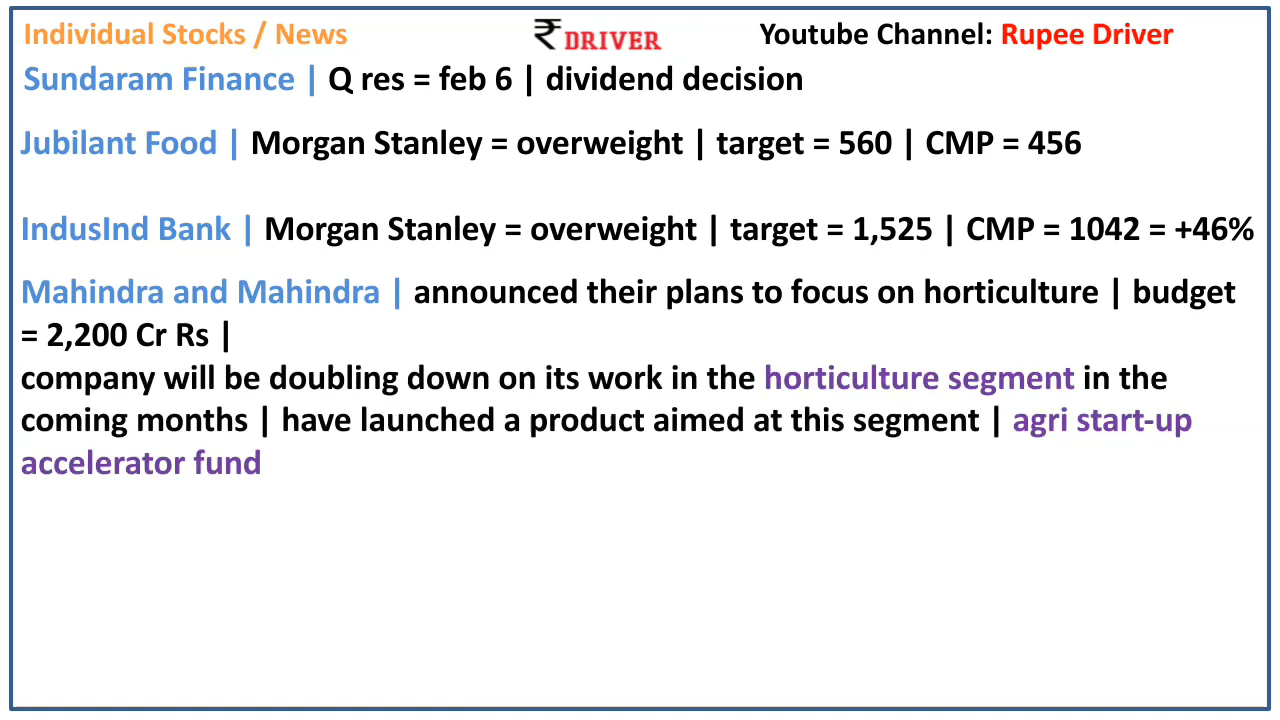 Individual Stocks / News
₹ DRIVER
Youtube Channel: Rupee Driver
Sundaram Finance | Q res = feb 6 | dividend decision
Jubilant Food | Morgan Stanley = overweight | target = 560 | CMP = 456
IndusInd Bank | Morgan Stanley = overweight | target = 1,525 | CMP = 1042 = +46%
Mahindra and Mahindra | announced their plans to focus on horticulture | budget
= 2,200 Cr Rs |
company will be doubling down on its work in the horticulture segment in the
coming months | have launched a product aimed at this segment | agri start-up
accelerator fund